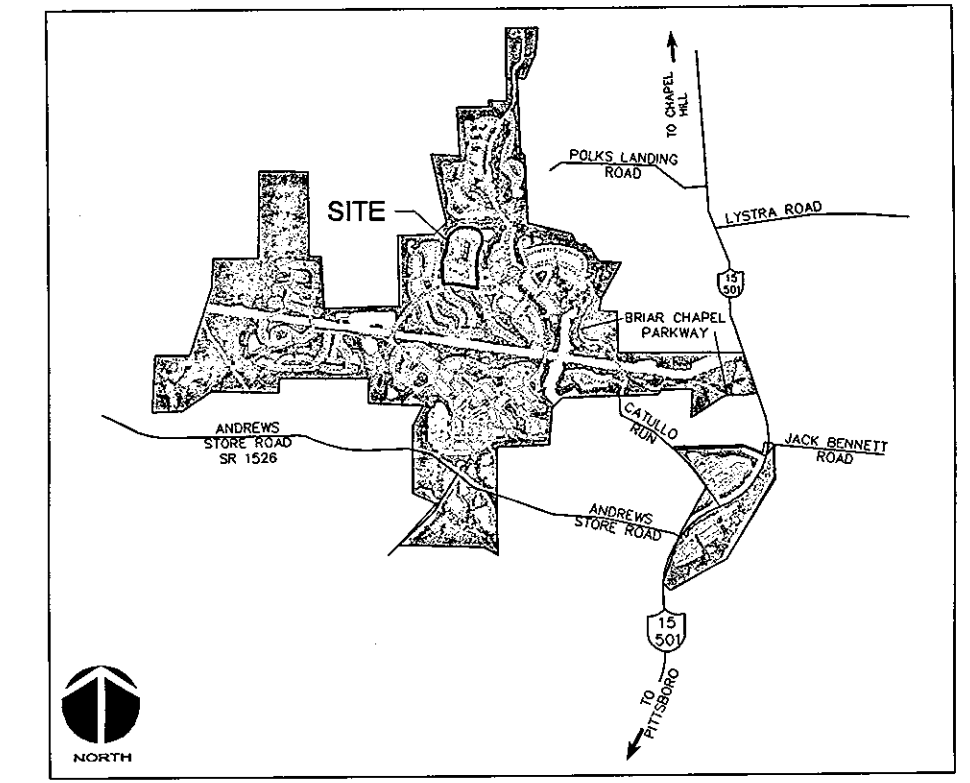 TO CHAPEL
HILL
POLKS LANDING
ROAD
SITE
LYSTRA ROAD
15
501
BRIAR CHAPEL
PARKWAY
ANDREWS
STORE ROAD
SR 1526
CATULLO
RUN
JACK BENNETT
ROAD
ANDREWS
STORE ROAD
15
501
TO
PITTSBORO
NORTH